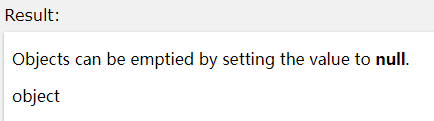 Result:
Objects can be emptied by setting the value to null.
object